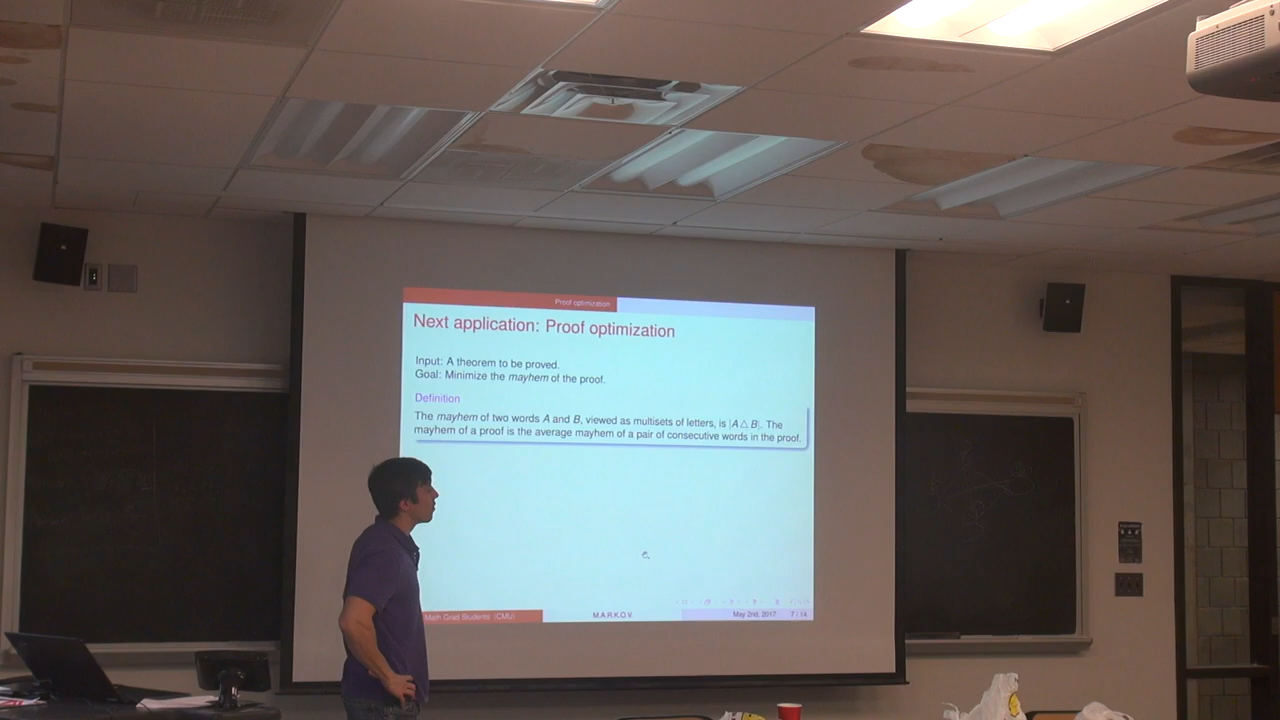 Proof optimization
Next application: Proof optimization
Input: A theorem to be proved.
Goal: Minimize the mayhem of the proof.
Definition
The mayhem of two words A and B, viewed as multisets of letters, is |A △ B|. The
mayhem of a proof is the average mayhem of a pair of consecutive words in the proof.
Math Grad Students (CMU)
M.A.R.K.O.V.
May 2nd, 2017
7 / 14